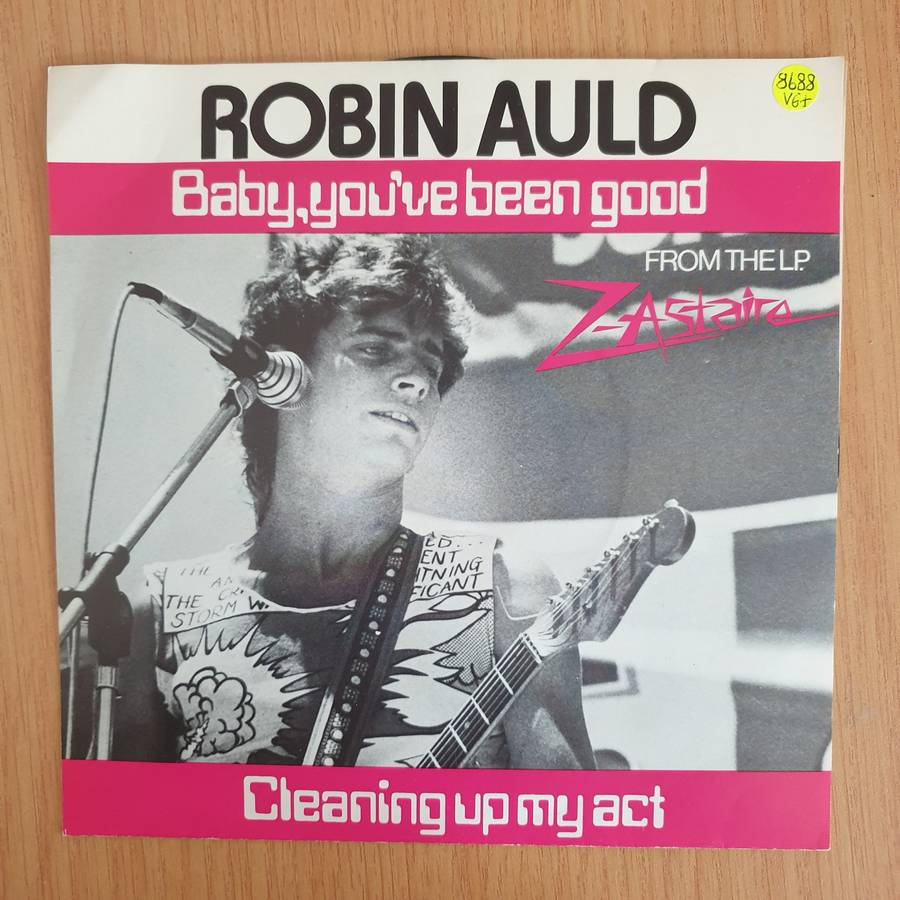 ROBIN AULD
8688
VG+
Baby, you've been good
FROM THE L.P.
Z-Astaire
THE
THE
STORM
ENT
HTNING
FICANT
Cleaning up my act